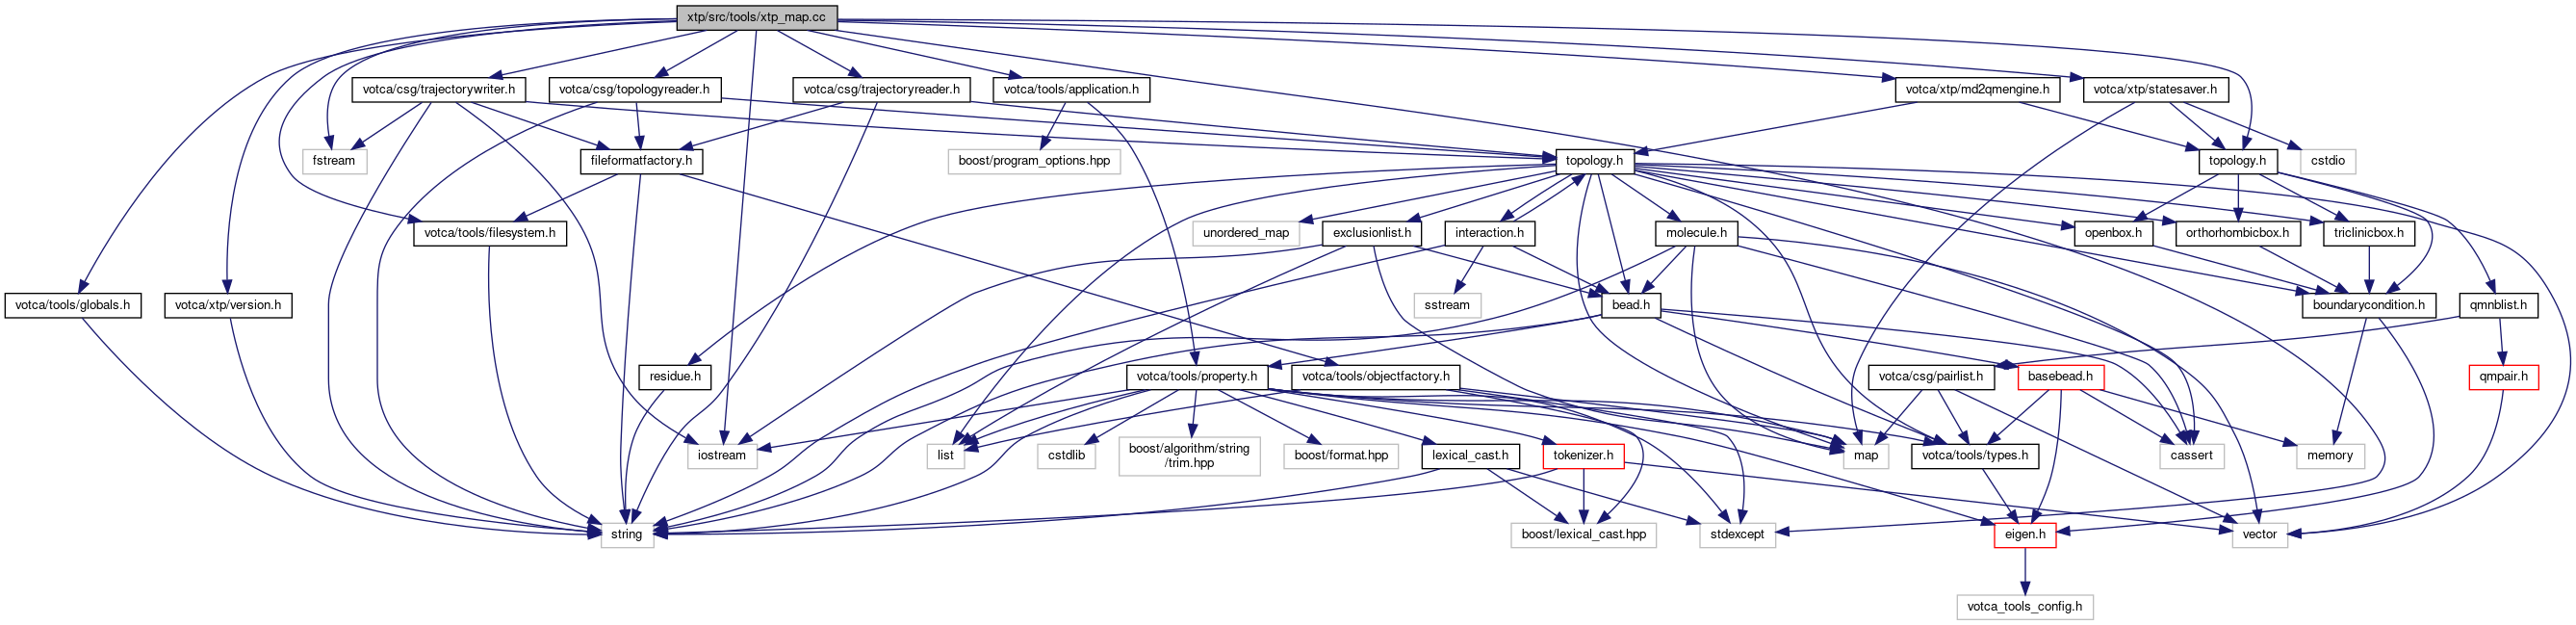 xtp/src/tools/xtp_map.cc
votca/csg/trajectorywriter.h
votca/csg/topologyreader.h
votca/csg/trajectoryreader.h
votca/tools/application.h
votca/xtp/md2qmengine.h
votca/xtp/statesaver.h
fstream
fileformatfactory.h
boost/program_options.hpp
topology.h
topology.h
cstdio
votca/tools/filesystem.h
unordered_map
exclusionlist.h
interaction.h
molecule.h
openbox.h
orthorhombicbox.h
triclinicbox.h
votca/tools/globals.h
votca/xtp/version.h
sstream
bead.h
boundarycondition.h
qmnblist.h
residue.h
votca/tools/property.h
votca/tools/objectfactory.h
votca/csg/pairlist.h
basebead.h
qmpair.h
iostream
list
cstdlib
boost/algorithm/string
/trim.hpp
boost/format.hpp
lexical_cast.h
tokenizer.h
map
votca/tools/types.h
cassert
memory
string
boost/lexical_cast.hpp
stdexcept
eigen.h
vector
votca_tools_config.h